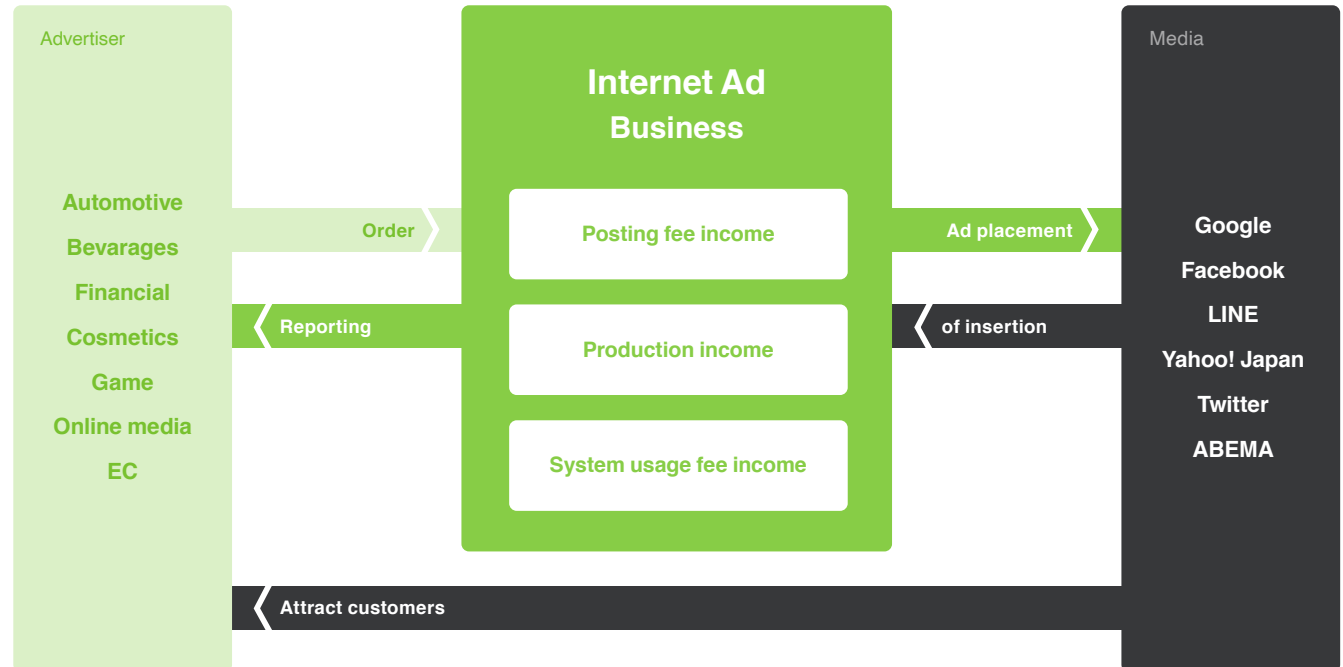 Advertiser
Automotive
Bevarages
Financial
Cosmetics
Game
Online media
EC
Order
Reporting
Internet Ad
Business
Posting fee income
Production income
System usage fee income
Ad placement
of insertion
Attract customers
Media
Google
Facebook
LINE
Yahoo! Japan
Twitter
ABEMA